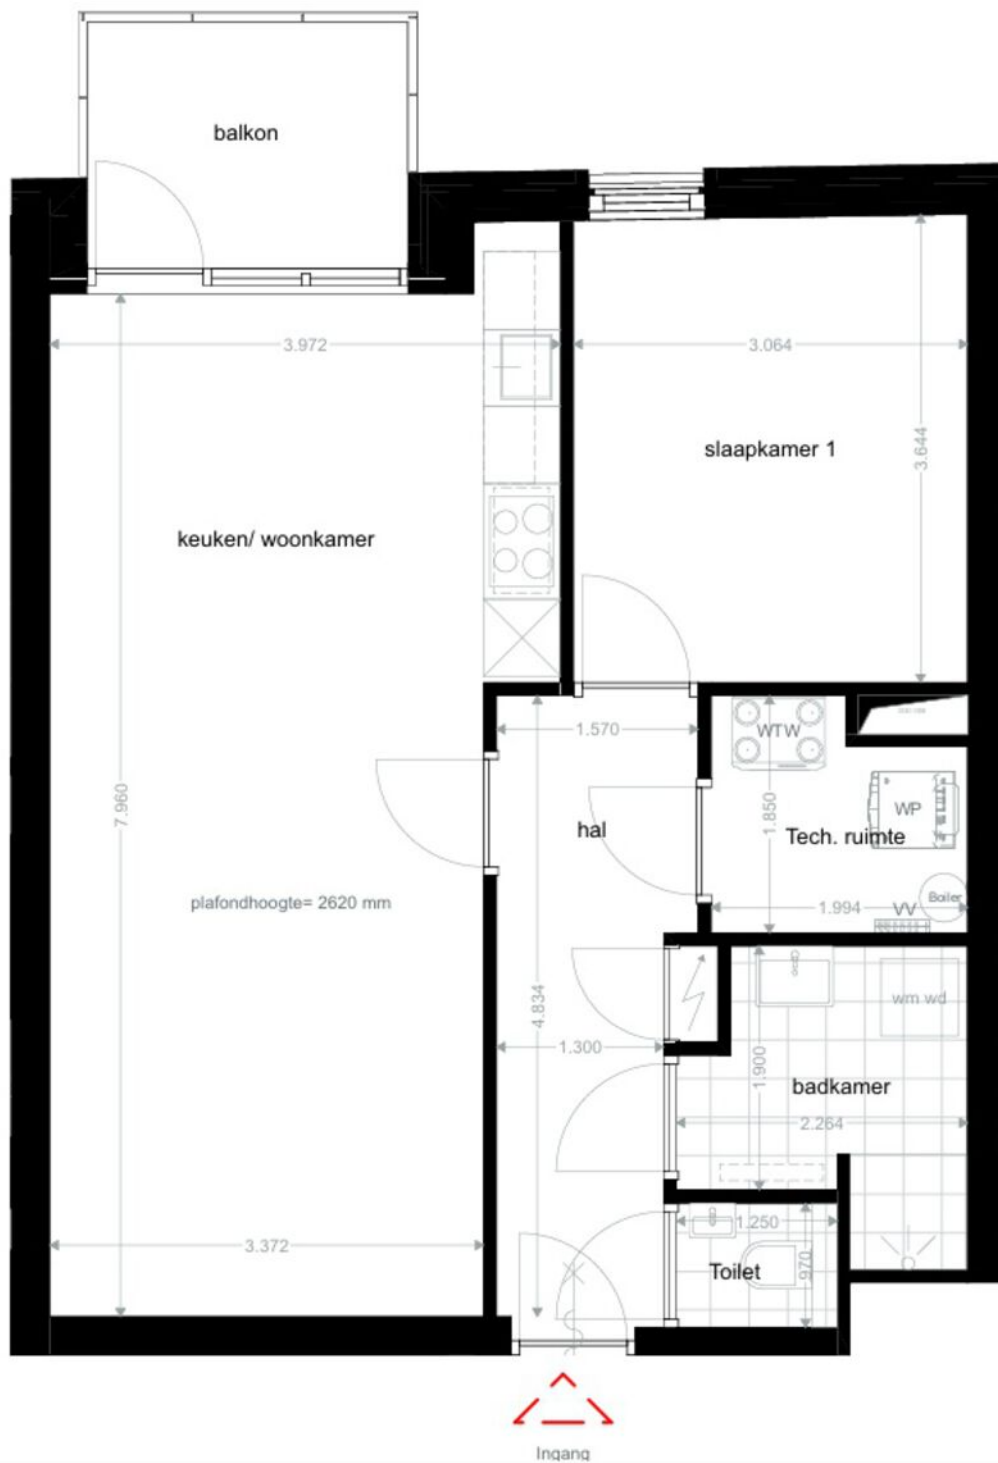 balkon
3.972
3.064
slaapkamer 1
3.644
keuken/ woonkamer
1.570
WTW
7.960
1.850
WP
hal
Tech. ruimte
plafondhoogte= 2620 mm
Boiler
1.994
VV
4.834
wm wd
1.300
1.900
badkamer
2.264
1.250
3.372
970
Toilet
Ingang